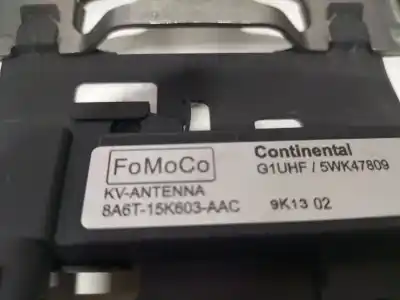 FoMoCo
Continental
G1UHF / 5WK47809
KV-ANTENNA
8A6T-15K603-AAC
9K13 02